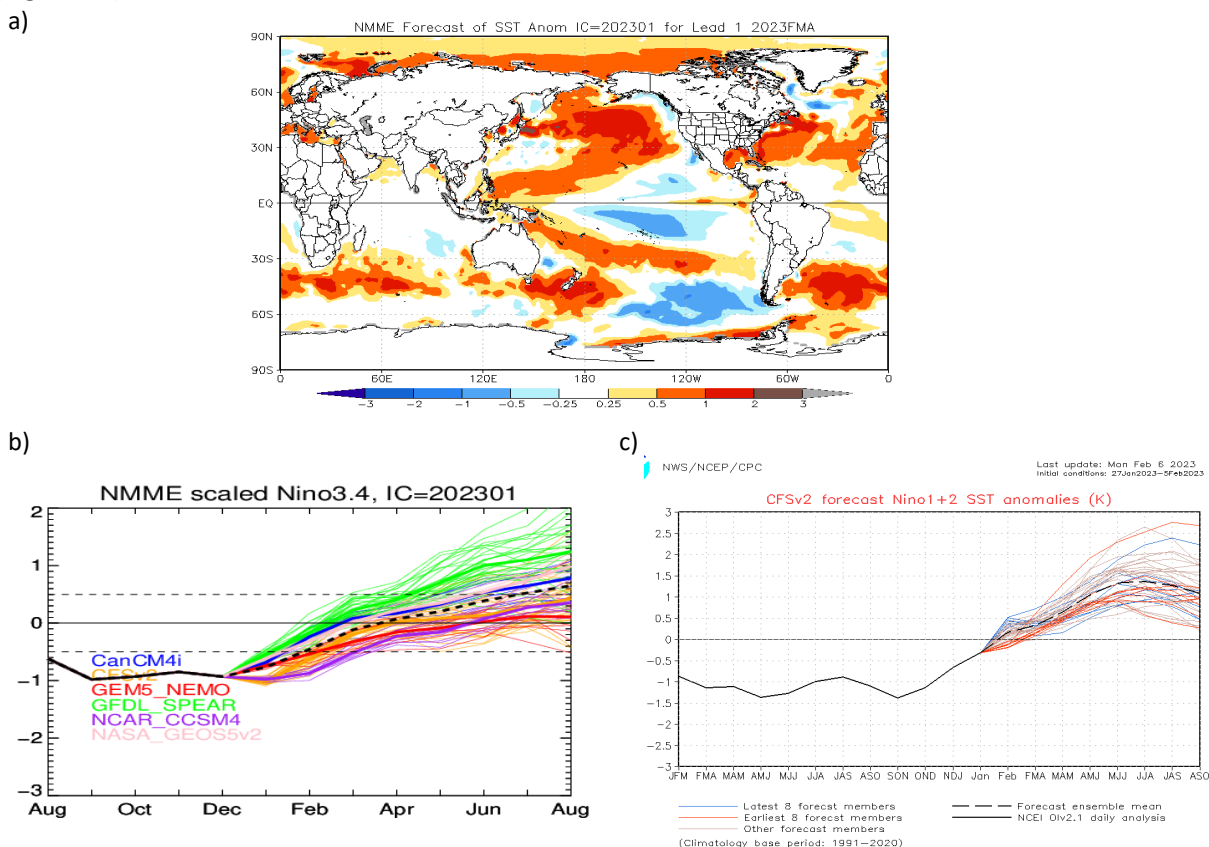 a)
NMME Forecast of SST Anom IC=202301 for Lead 1 2023FMA
90N
60N
30N
EQ
30S
60S
90S
0 60E 120E 180 120W 60W 0
-3 -2 -1 -0.5 -0.25 0.25 0.5 1 2 3
b)
NMME scaled Nino3.4, IC=202301
2
1
0
-1
-2
-3
CanCM4i
CFSv2
GEM5_NEMO
GFDL_SPEAR
NCAR_CCSM4
NASA_GEOS5v2
Aug Oct Dec Feb Apr Jun Aug
c)
NWS/NCEP/CPC
Last update: Mon Feb 6 2023
Initial conditions: 27Jan2023-5Feb2023
CFSv2 forecast Nino1+2 SST anomalies (K)
3
2.5
2
1.5
1
0.5
0
-0.5
-1
-1.5
-2
-2.5
-3
JFM FMA MAM AMJ MJJ JJA JAS ASO SON OND NDJ Jan Feb Mar FMA MAM AMJ MJJ JJA JAS ASO
Latest 8 forecst members
Earliest 8 forecst members
Other forecast members
Forecast ensemble mean
NCEI OIv2.1 daily analysis
(Climatology base period: 1991-2020)